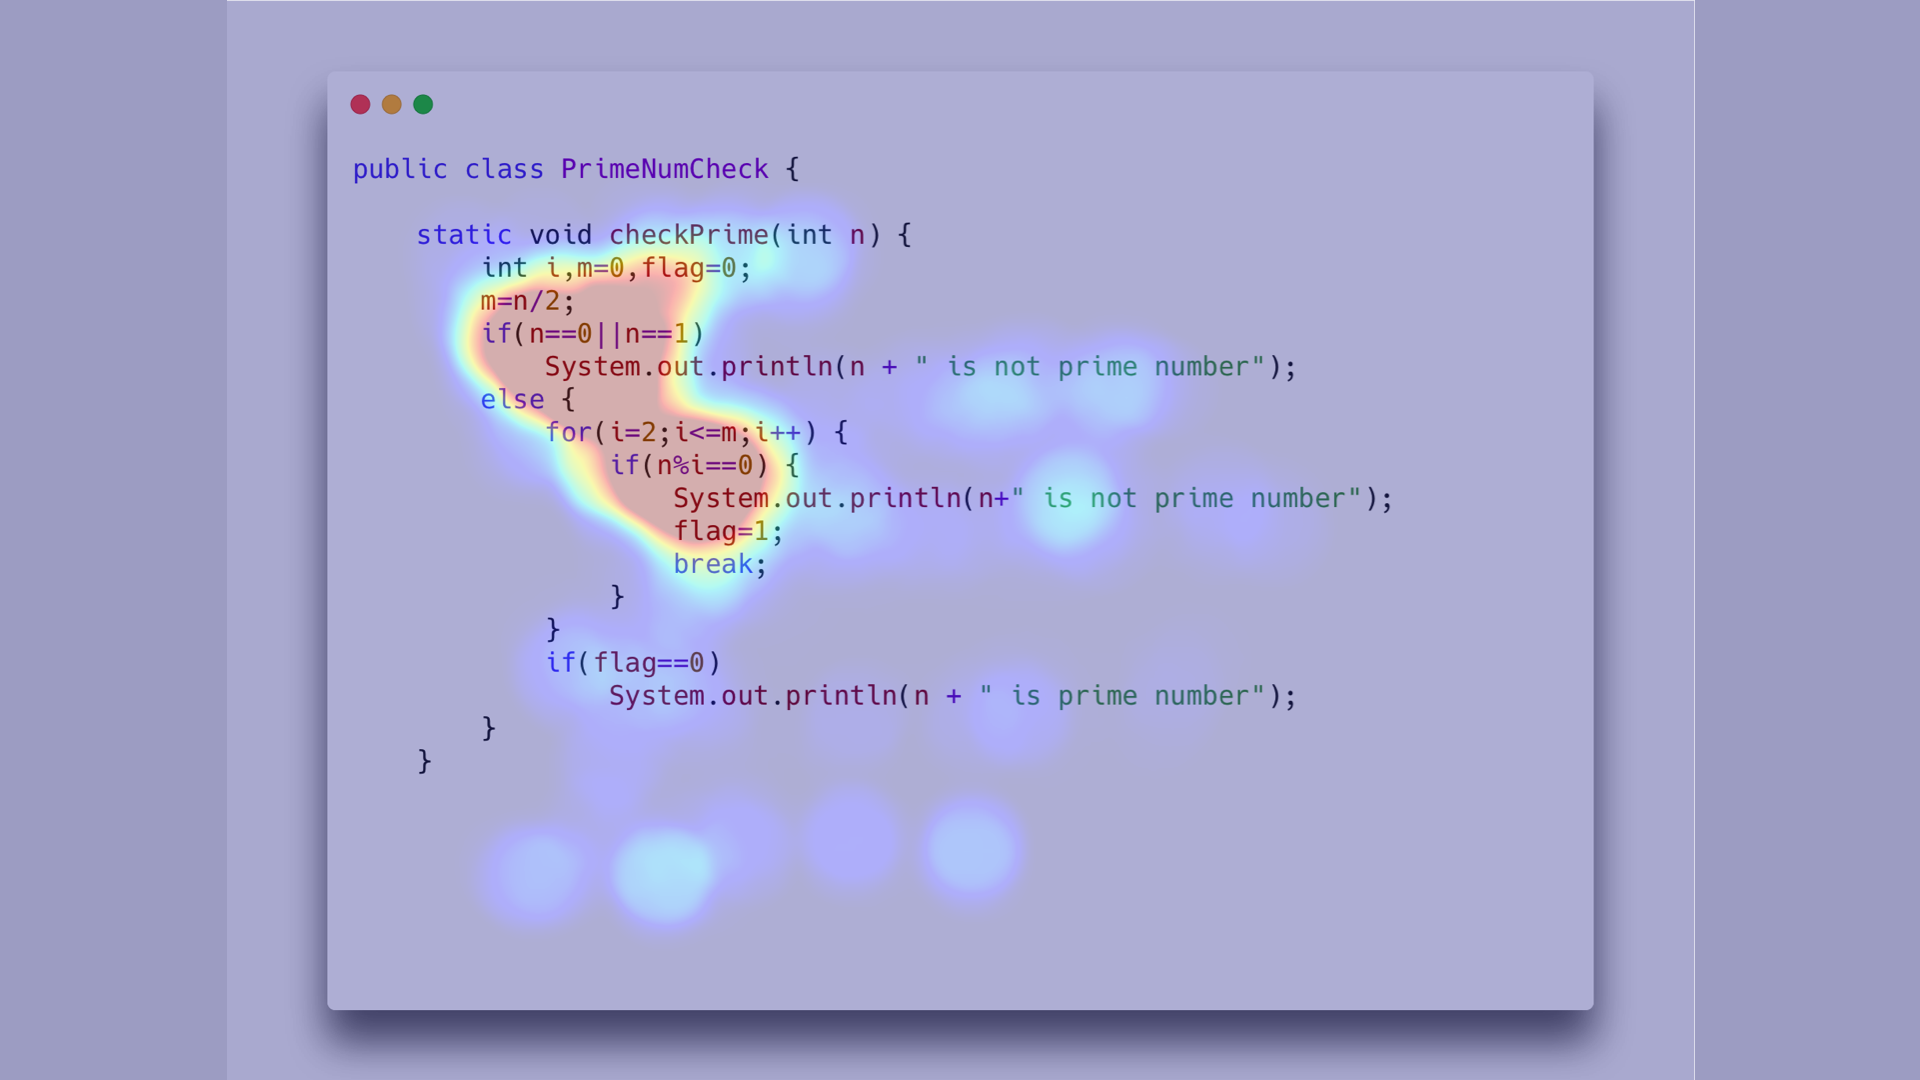 public class PrimeNumCheck {
static void checkPrime(int n) {
int i,m=0,flag=0;
m=n/2;
if(n==0||n==1)
System.out.println(n + " is not prime number");
else {
for(i=2;i<=m;i++) {
if(n%i==0) {
System.out.println(n+" is not prime number");
flag=1;
break;
}
}
if(flag==0)
System.out.println(n + " is prime number");
}
}